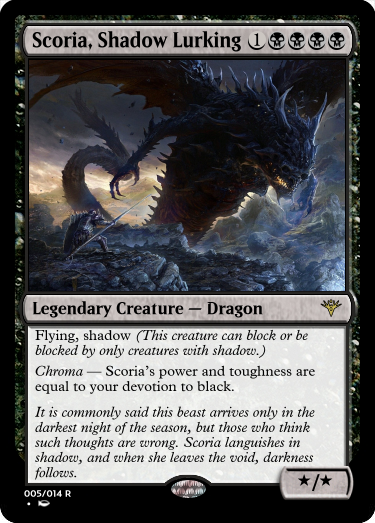 Scoria, Shadow Lurking 1
Legendary Creature — Dragon
Flying, shadow (This creature can block or be
blocked by only creatures with shadow.)
Chroma — Scoria's power and toughness are
equal to your devotion to black.
It is commonly said this beast arrives only in the
darkest night of the season, but those who think
such thoughts are wrong. Scoria languishes in
shadow, and when she leaves the void, darkness
follows.
★/★
005/014 R